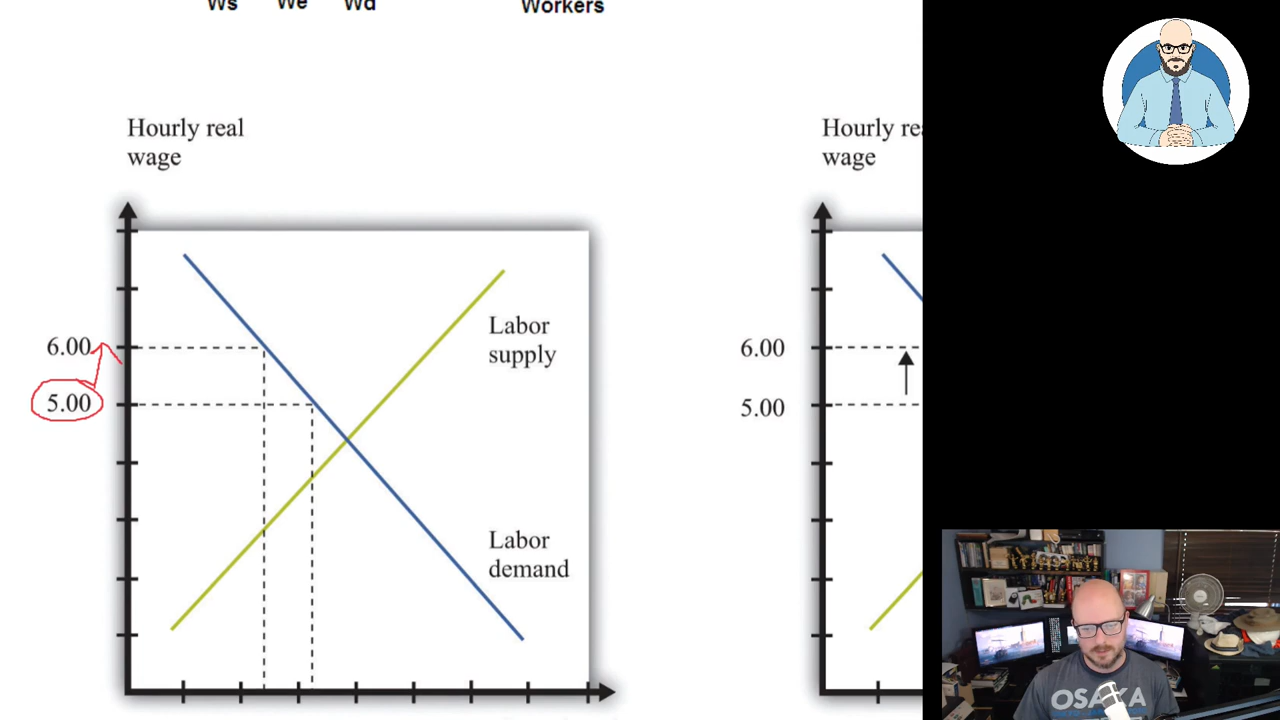 Ws We Wd Workers
Hourly real
wage
6.00
5.00
Labor
supply
Labor
demand
Hourly
wage
6.00
5.00
OSAKA